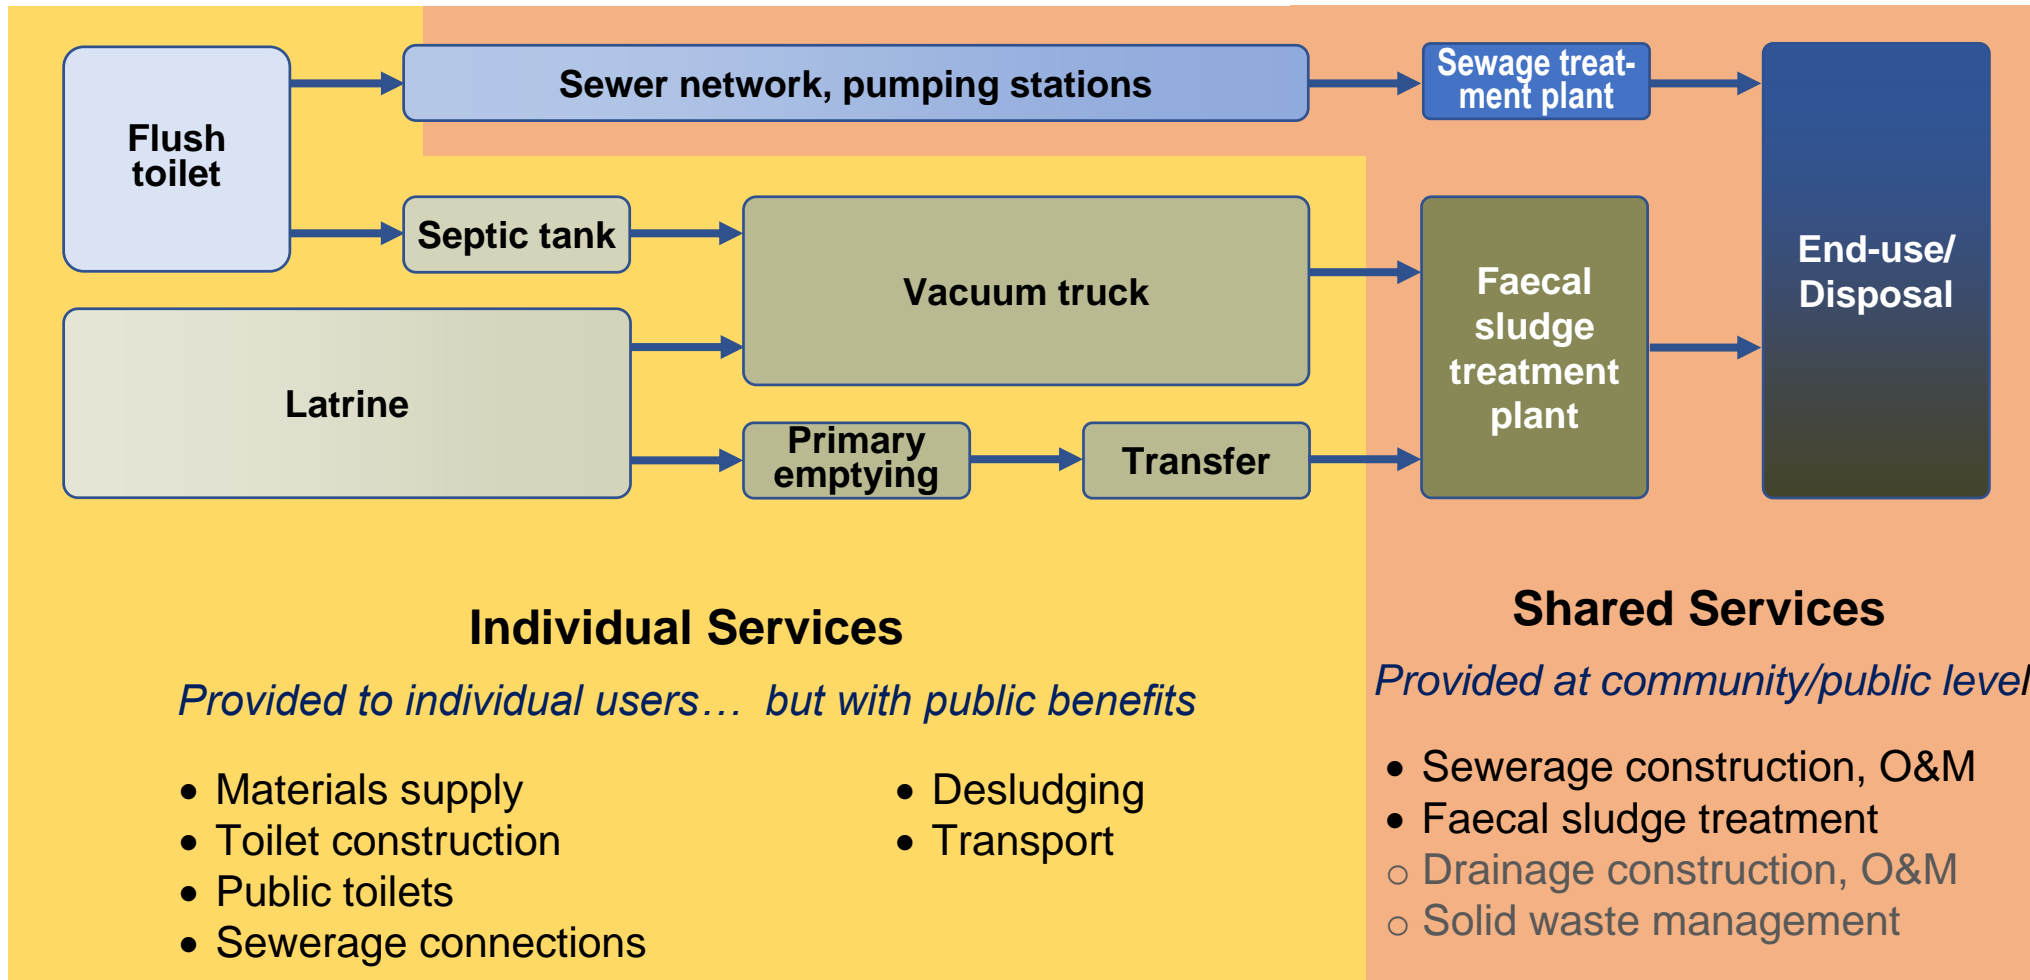 Flush
toilet
Sewer network, pumping stations
Sewage treat-
ment plant
Septic tank
Vacuum truck
Latrine
Primary
emptying
Transfer
Faecal
sludge
treatment
plant
End-use/
Disposal
Individual Services
Provided to individual users… but with public benefits
• Materials supply
• Toilet construction
• Public toilets
• Sewerage connections
• Desludging
• Transport
Shared Services
Provided at community/public level
• Sewerage construction, O&M
• Faecal sludge treatment
○ Drainage construction, O&M
○ Solid waste management